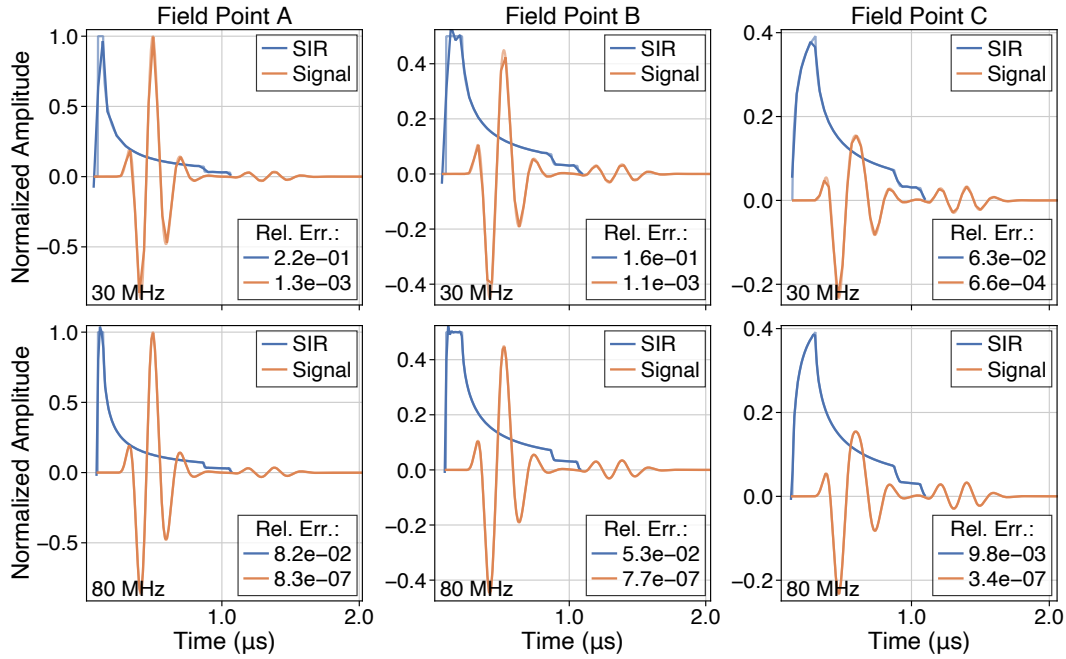 Field Point A
Field Point B
Field Point C
Normalized Amplitude
1.0
0.5
0.0
−0.5
SIR
Signal
Rel. Err.:
2.2e−01
1.3e−03
30 MHz
0.4
0.2
0.0
−0.2
−0.4
SIR
Signal
Rel. Err.:
1.6e−01
1.1e−03
30 MHz
0.4
0.2
0.0
−0.2
SIR
Signal
Rel. Err.:
6.3e−02
6.6e−04
30 MHz
Normalized Amplitude
1.0
0.5
0.0
−0.5
SIR
Signal
Rel. Err.:
8.2e−02
8.3e−07
80 MHz
1.0
2.0
Time (μs)
0.4
0.2
0.0
−0.2
−0.4
SIR
Signal
Rel. Err.:
5.3e−02
7.7e−07
80 MHz
1.0
2.0
Time (μs)
0.4
0.2
0.0
−0.2
SIR
Signal
Rel. Err.:
9.8e−03
3.4e−07
80 MHz
1.0
2.0
Time (μs)